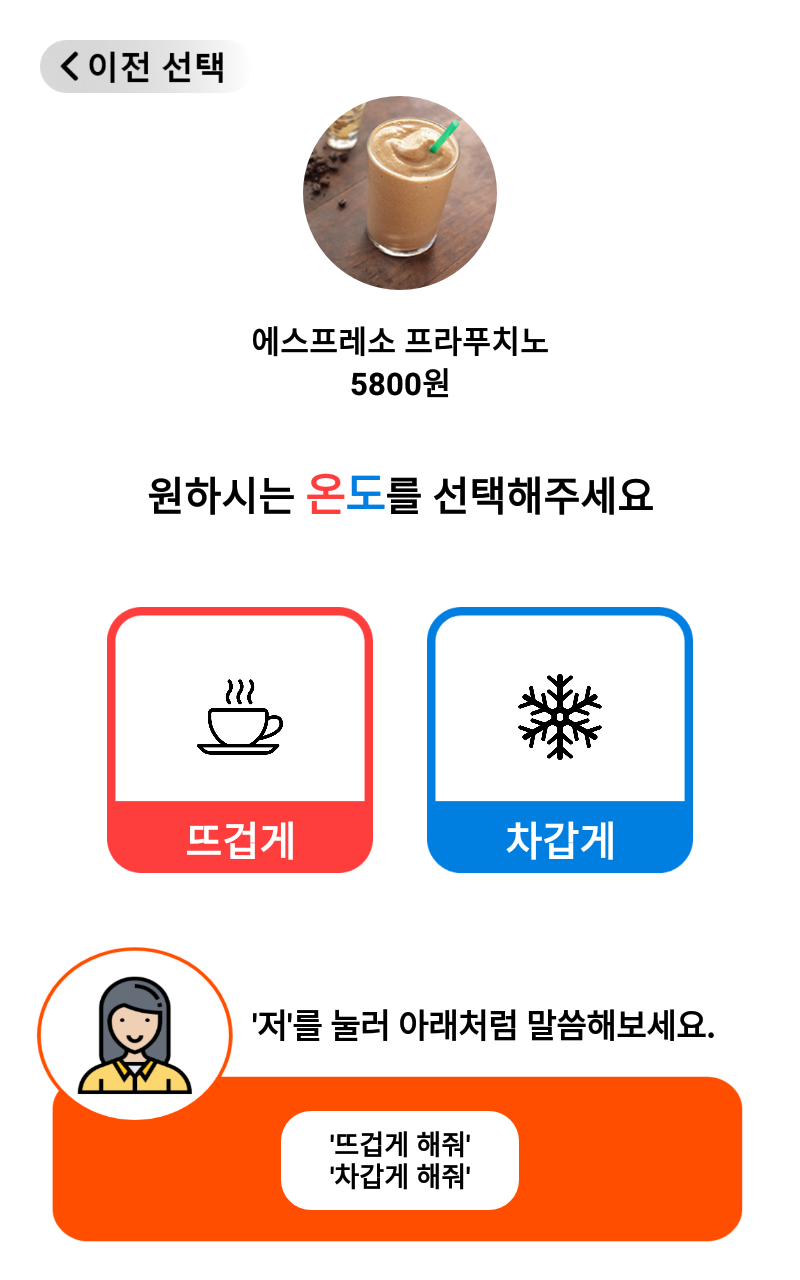 이전 선택
에스프레소 프라푸치노
5800원
원하시는 온도를 선택해주세요
뜨겁게
차갑게
'저'를 눌러 아래처럼 말씀해보세요.
'뜨겁게 해줘'
'차갑게 해줘'